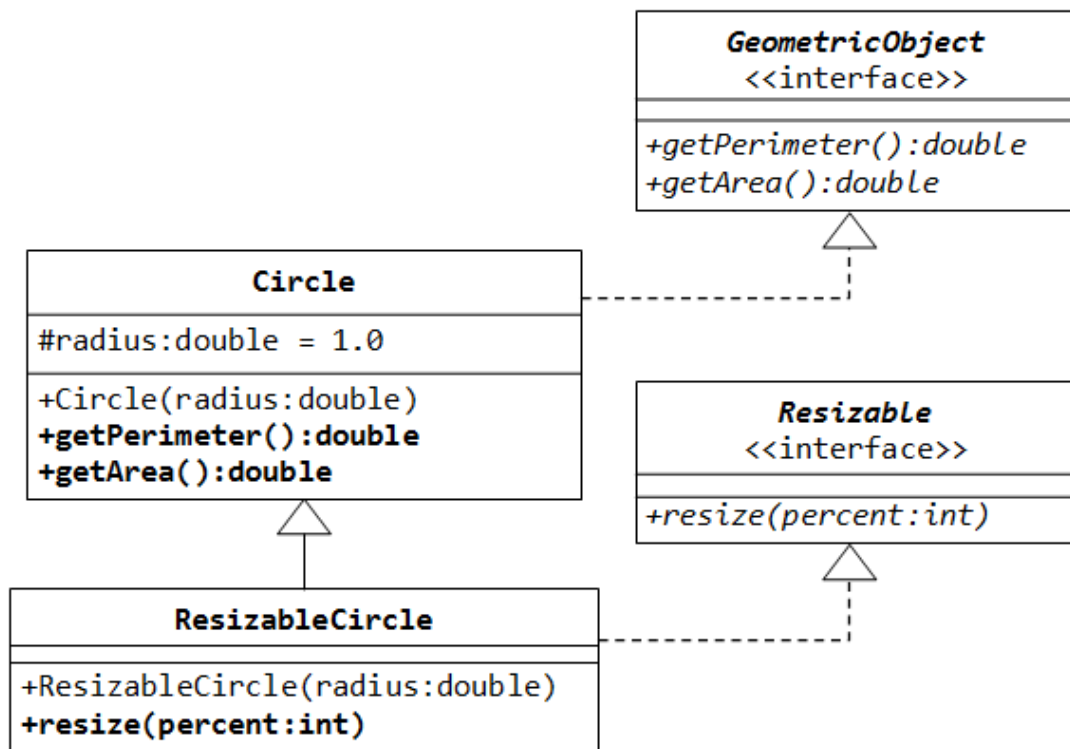 GeometricObject
<<interface>>
+getPerimeter():double
+getArea():double
Circle
#radius:double = 1.0
+Circle(radius:double)
+getPerimeter():double
+getArea():double
Resizable
<<interface>>
+resize(percent:int)
ResizableCircle
+ResizableCircle(radius:double)
+resize(percent:int)